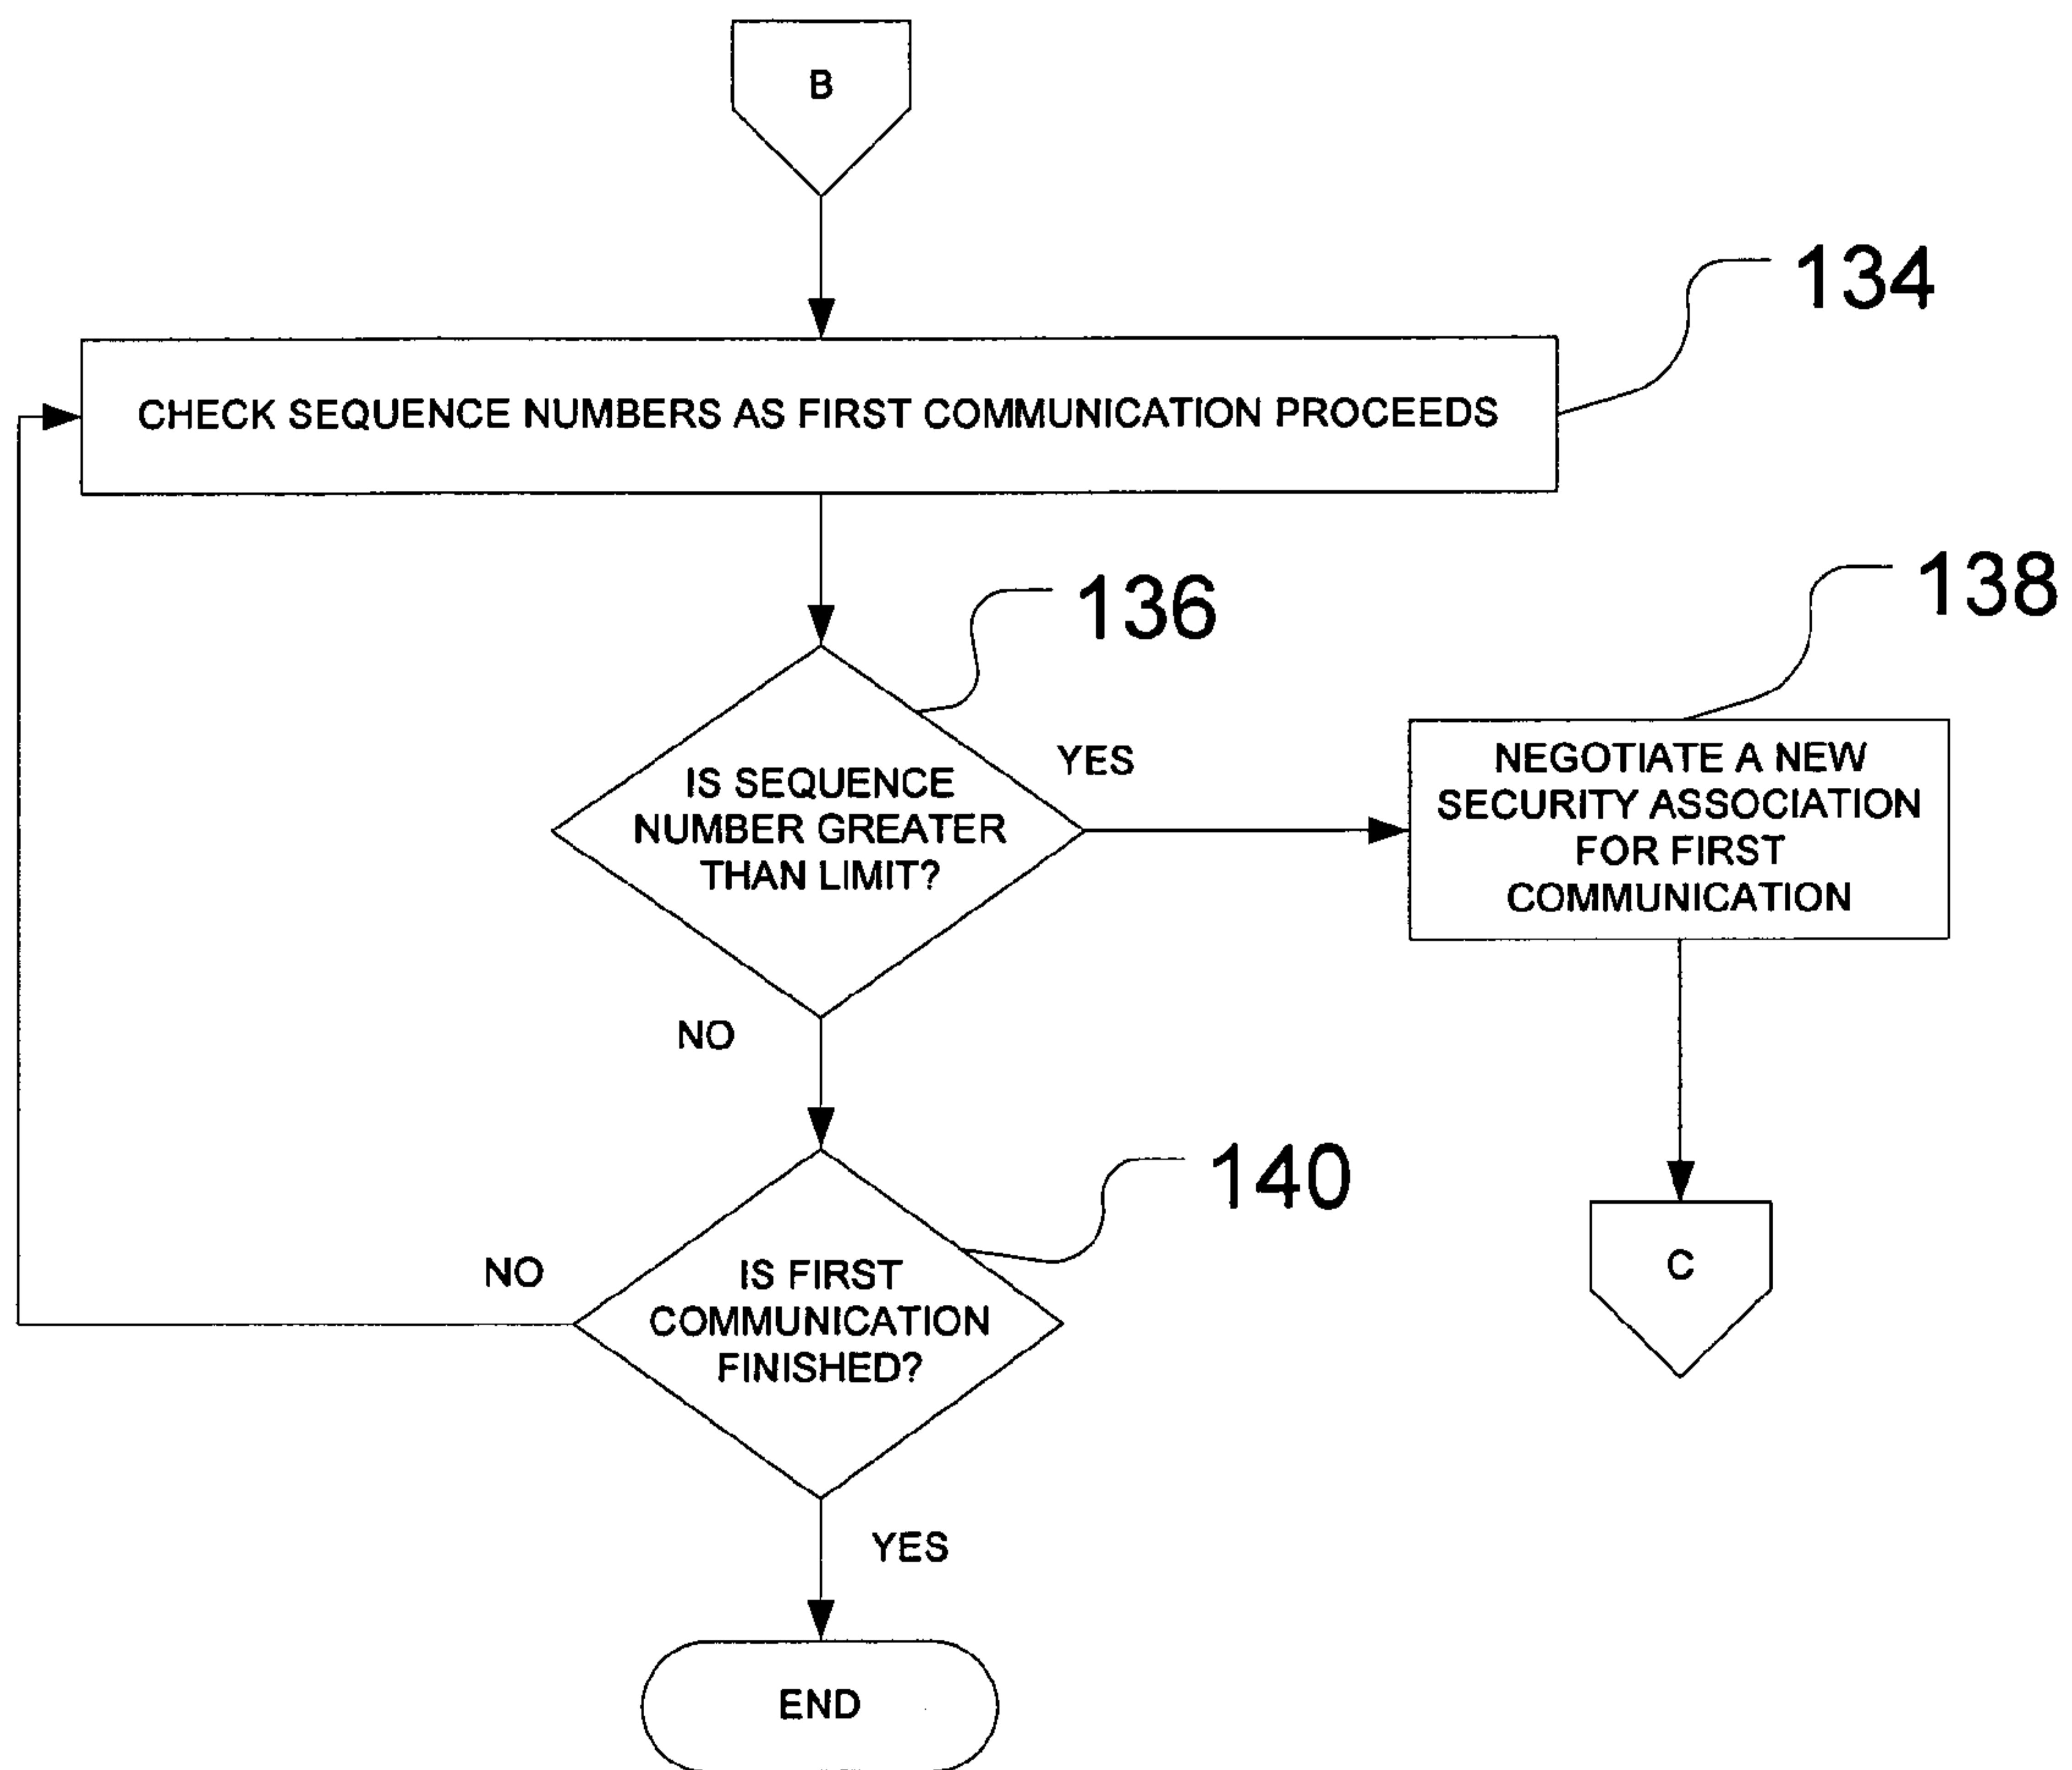 B
134
CHECK SEQUENCE NUMBERS AS FIRST COMMUNICATION PROCEEDS
136
138
IS SEQUENCE
NUMBER GREATER
THAN LIMIT?
YES
NEGOTIATE A NEW
SECURITY ASSOCIATION
FOR FIRST
COMMUNICATION
NO
140
C
NO
IS FIRST
COMMUNICATION
FINISHED?
YES
END